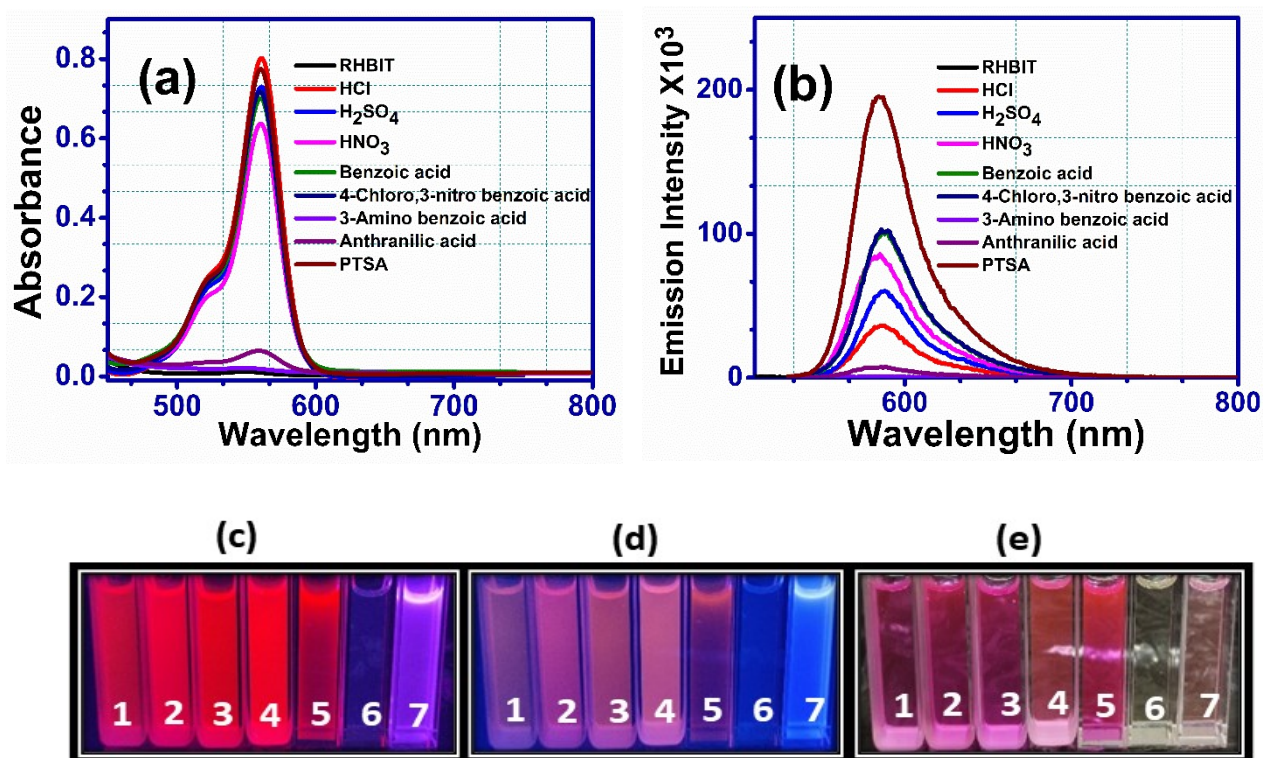 (a)
Absorbance
0.8
0.6
0.4
0.2
0.0
RHBIT
HCl
H₂SO₄
HNO₃
Benzoic acid
4-Chloro,3-nitro benzoic acid
3-Amino benzoic acid
Anthranilic acid
PTSA
500 600 700 800
Wavelength (nm)
(b)
Emission Intensity X10³
200
100
0
RHBIT
HCl
H₂SO₄
HNO₃
Benzoic acid
4-Chloro,3-nitro benzoic acid
3-Amino benzoic acid
Anthranilic acid
PTSA
600 700 800
Wavelength (nm)
(c) (d) (e)
1 2 3 4 5 6 7
1 2 3 4 5 6 7
1 2 3 4 5 6 7